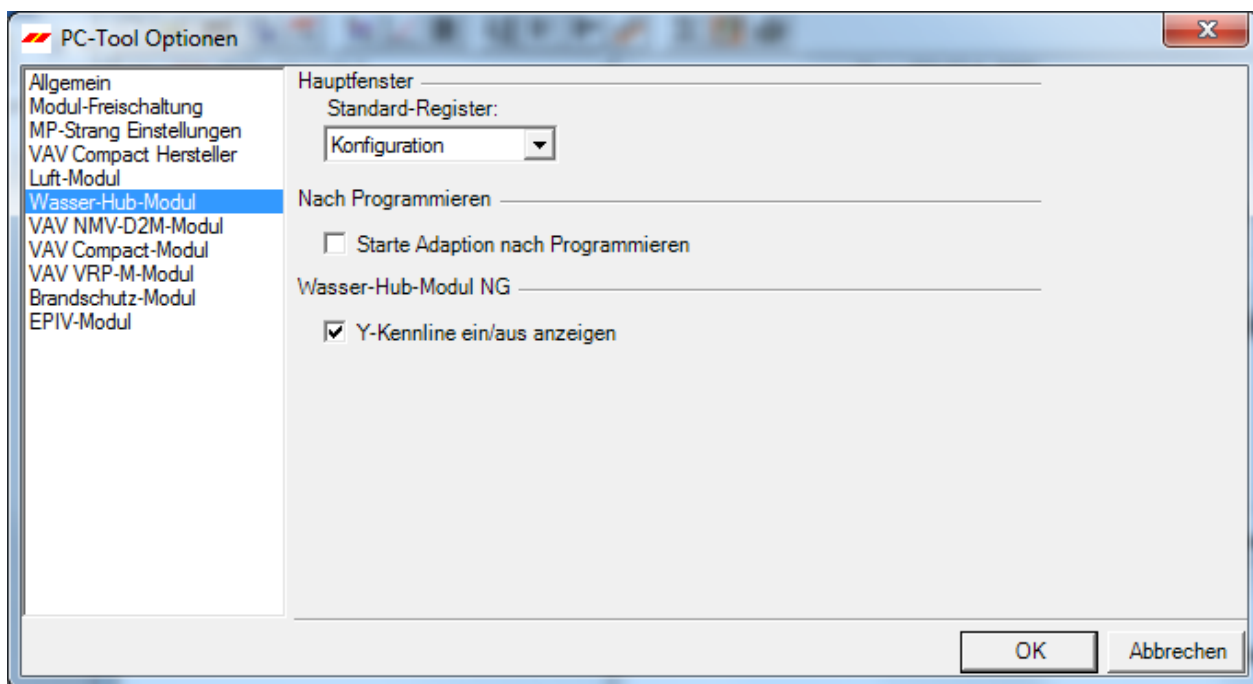 PC-Tool Optionen
Allgemein
Modul-Freischaltung
MP-Strang Einstellungen
VAV Compact Hersteller
Luft-Modul
Wasser-Hub-Modul
VAV NMV-D2M-Modul
VAV Compact-Modul
VAV VRP-M-Modul
Brandschutz-Modul
EPIV-Modul
Hauptfenster
Standard-Register:
Konfiguration
Nach Programmieren
Starte Adaption nach Programmieren
Wasser-Hub-Modul NG
Y-Kennline ein/aus anzeigen
OK
Abbrechen